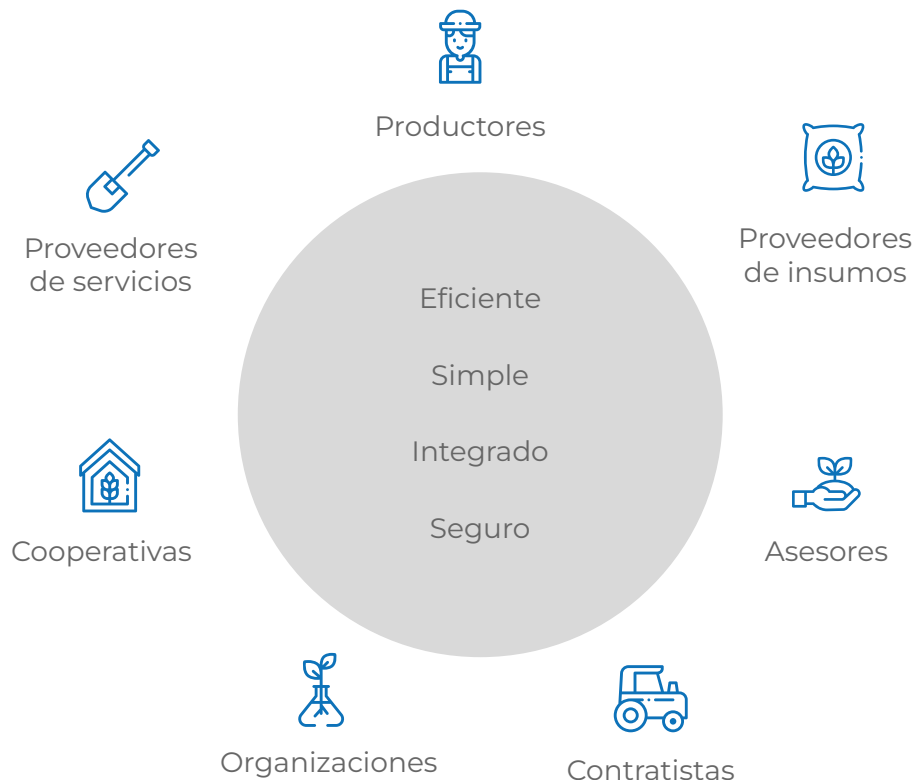 Productores
Proveedores
de servicios
Proveedores
de insumos
Eficiente
Simple
Integrado
Seguro
Cooperativas
Asesores
Organizaciones
Contratistas